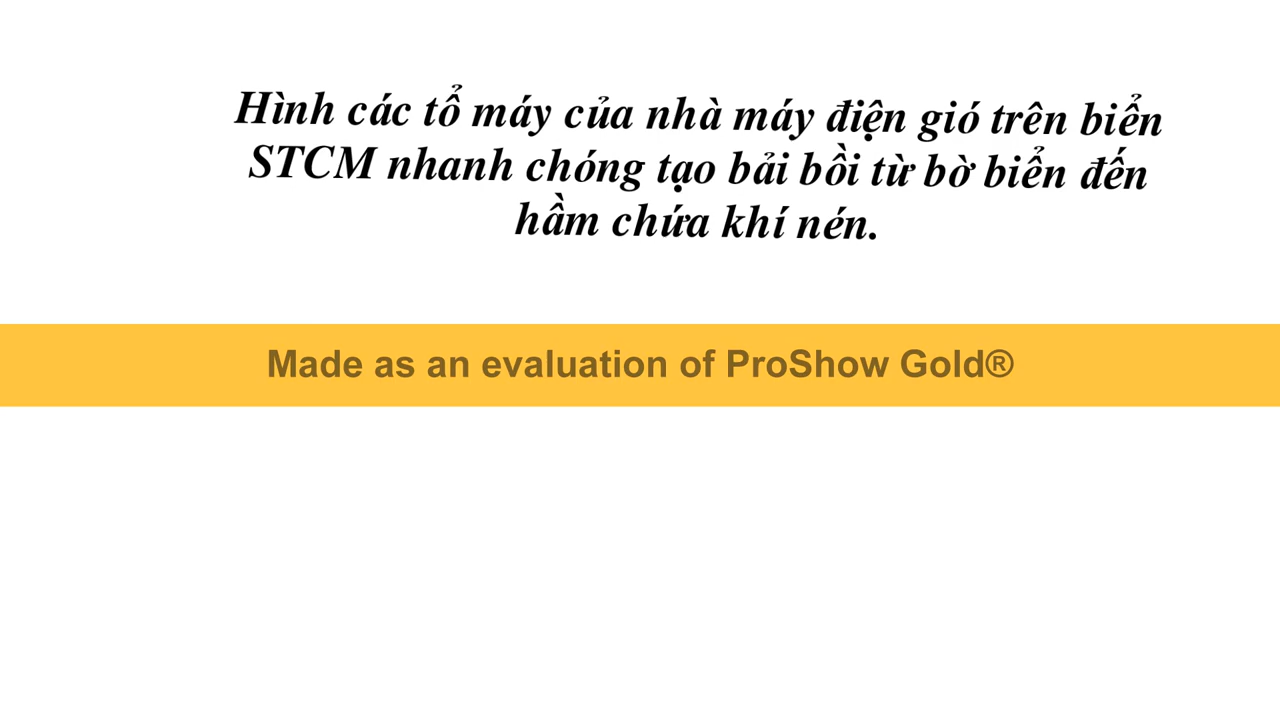 Hình các tổ máy của nhà máy điện gió trên biển
STCM nhanh chóng tạo bải bồi từ bờ biển đến
hầm chứa khí nén.
Made as an evaluation of ProShow Gold®